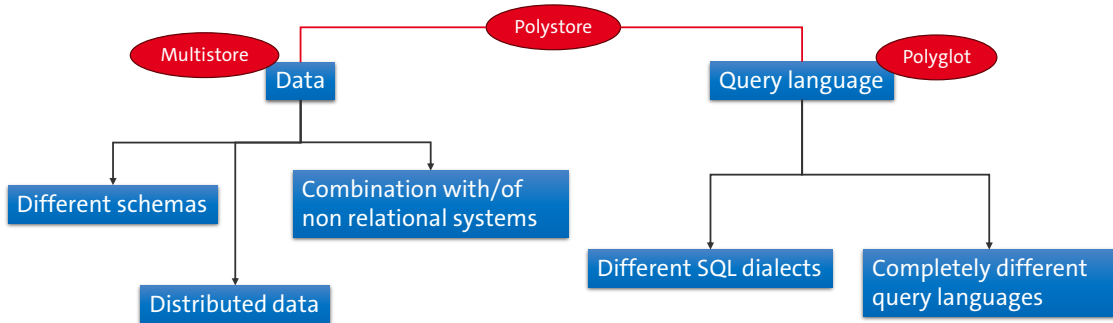 Polystore
Multistore
Polyglot
Data
Query language
Different schemas
Combination with/of
non relational systems
Different SQL dialects
Completely different
query languages
Distributed data